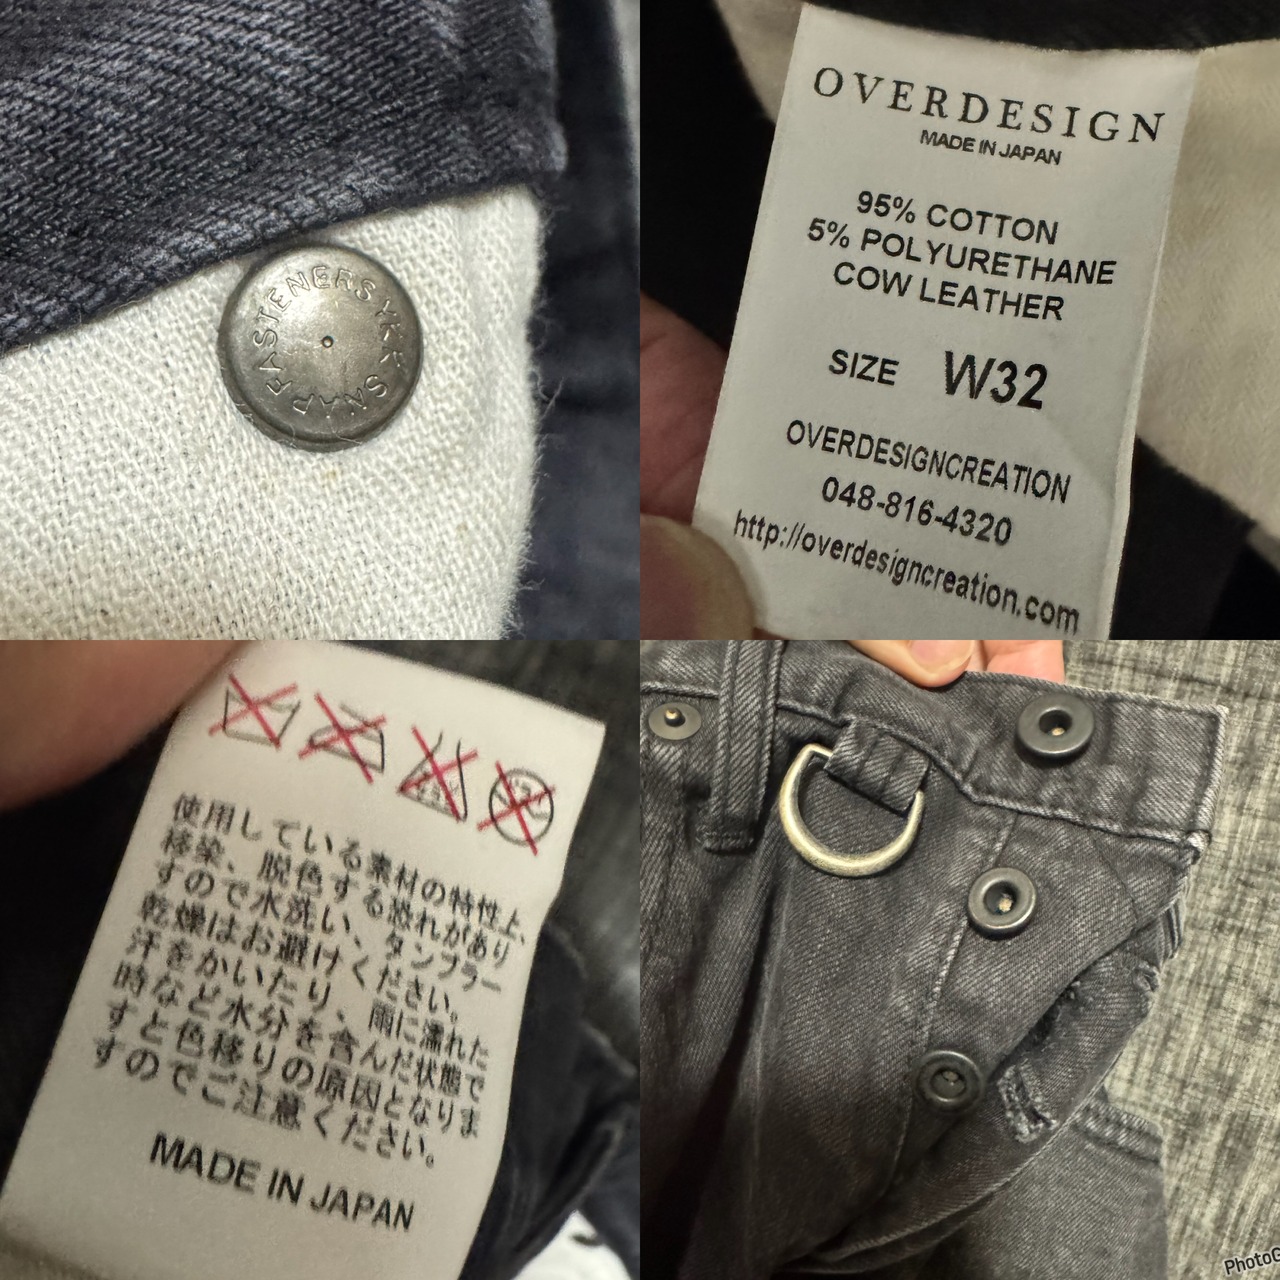 SNAP FASTENERS YKK
OVERDESIGN
MADE IN JAPAN
95% COTTON
5% POLYURETHANE
COW LEATHER
SIZE W32
OVERDESIGNCREATION
048-816-4320
http://overdesigncreation.com
使用している素材の特性上、
移染、脱色する恐れがあり
すので水洗い、タンブラー
乾燥はお避けください。
汗をかいたり、雨に濡れた
時など水分を含んだ状態で
すと色移りの原因となりま
すのでご注意ください。
MADE IN JAPAN